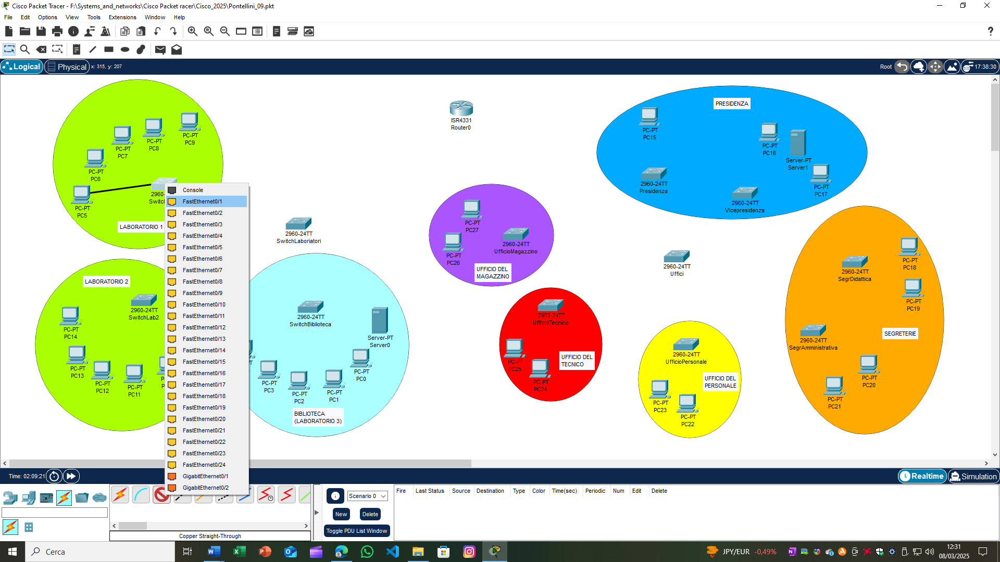 Cisco Packet Tracer - F:\Systems_and_networks\Cisco Packet racer\Cisco_2025\Pontellini_09.pkt
File Edit Options View Tools Extensions Window Help
Logical Physical x: 315, y: 207
Root 17:38:30
PC-PT
PC9
PC-PT
PC8
PC-PT
PC7
PC-PT
PC6
PC-PT
PC5
2960-
Switch
LABORATORIO 1
Console
FastEthernet0/1
FastEthernet0/2
FastEthernet0/3
FastEthernet0/4
FastEthernet0/5
FastEthernet0/6
FastEthernet0/7
FastEthernet0/8
FastEthernet0/9
FastEthernet0/10
FastEthernet0/11
FastEthernet0/12
FastEthernet0/13
FastEthernet0/14
FastEthernet0/15
FastEthernet0/16
FastEthernet0/17
FastEthernet0/18
FastEthernet0/19
FastEthernet0/20
FastEthernet0/21
FastEthernet0/22
FastEthernet0/23
FastEthernet0/24
GigabitEthernet0/1
GigabitEthernet0/2
ISR4331
Router0
2960-24TT
SwitchLaboriatori
LABORATORIO 2
2960-24TT
SwitchLab2
PC-PT
PC14
PC-PT
PC13
PC-PT
PC12
PC-PT
PC11
2960-24TT
SwitchBiblioteca
Server-PT
Server0
PC-PT
PC3
PC-PT
PC2
PC-PT
PC1
PC-PT
PC0
BIBLIOTECA
(LABORATORIO 3)
PC-PT
PC27
PC-PT
PC26
2960-24TT
UfficioMagazzino
UFFICIO DEL
MAGAZZINO
2960-24TT
UfficioTecnico
PC-PT
PC25
PC-PT
PC24
UFFICIO DEL
TECNICO
PRESIDENZA
PC-PT
PC15
PC-PT
PC16
Server-PT
Server1
PC-PT
PC17
2960-24TT
Presidenza
2960-24TT
Vicepresidenza
2960-24TT
Uffici
2960-24TT
UfficioPersonale
PC-PT
PC23
PC-PT
PC22
UFFICIO DEL
PERSONALE
PC-PT
PC18
2960-24TT
SegrDidattica
PC-PT
PC19
SEGRETERIE
2960-24TT
SegrAmministrativa
PC-PT
PC20
PC-PT
PC21
Time: 02:09:21
Realtime Simulation
Copper Straight-Through
Scenario 0
New Delete
Toggle PDU List Window
Fire Last Status Source Destination Type Color Time(sec) Periodic Num Edit Delete
Cerca
JPY/EUR -0,49%
12:31
08/03/2025